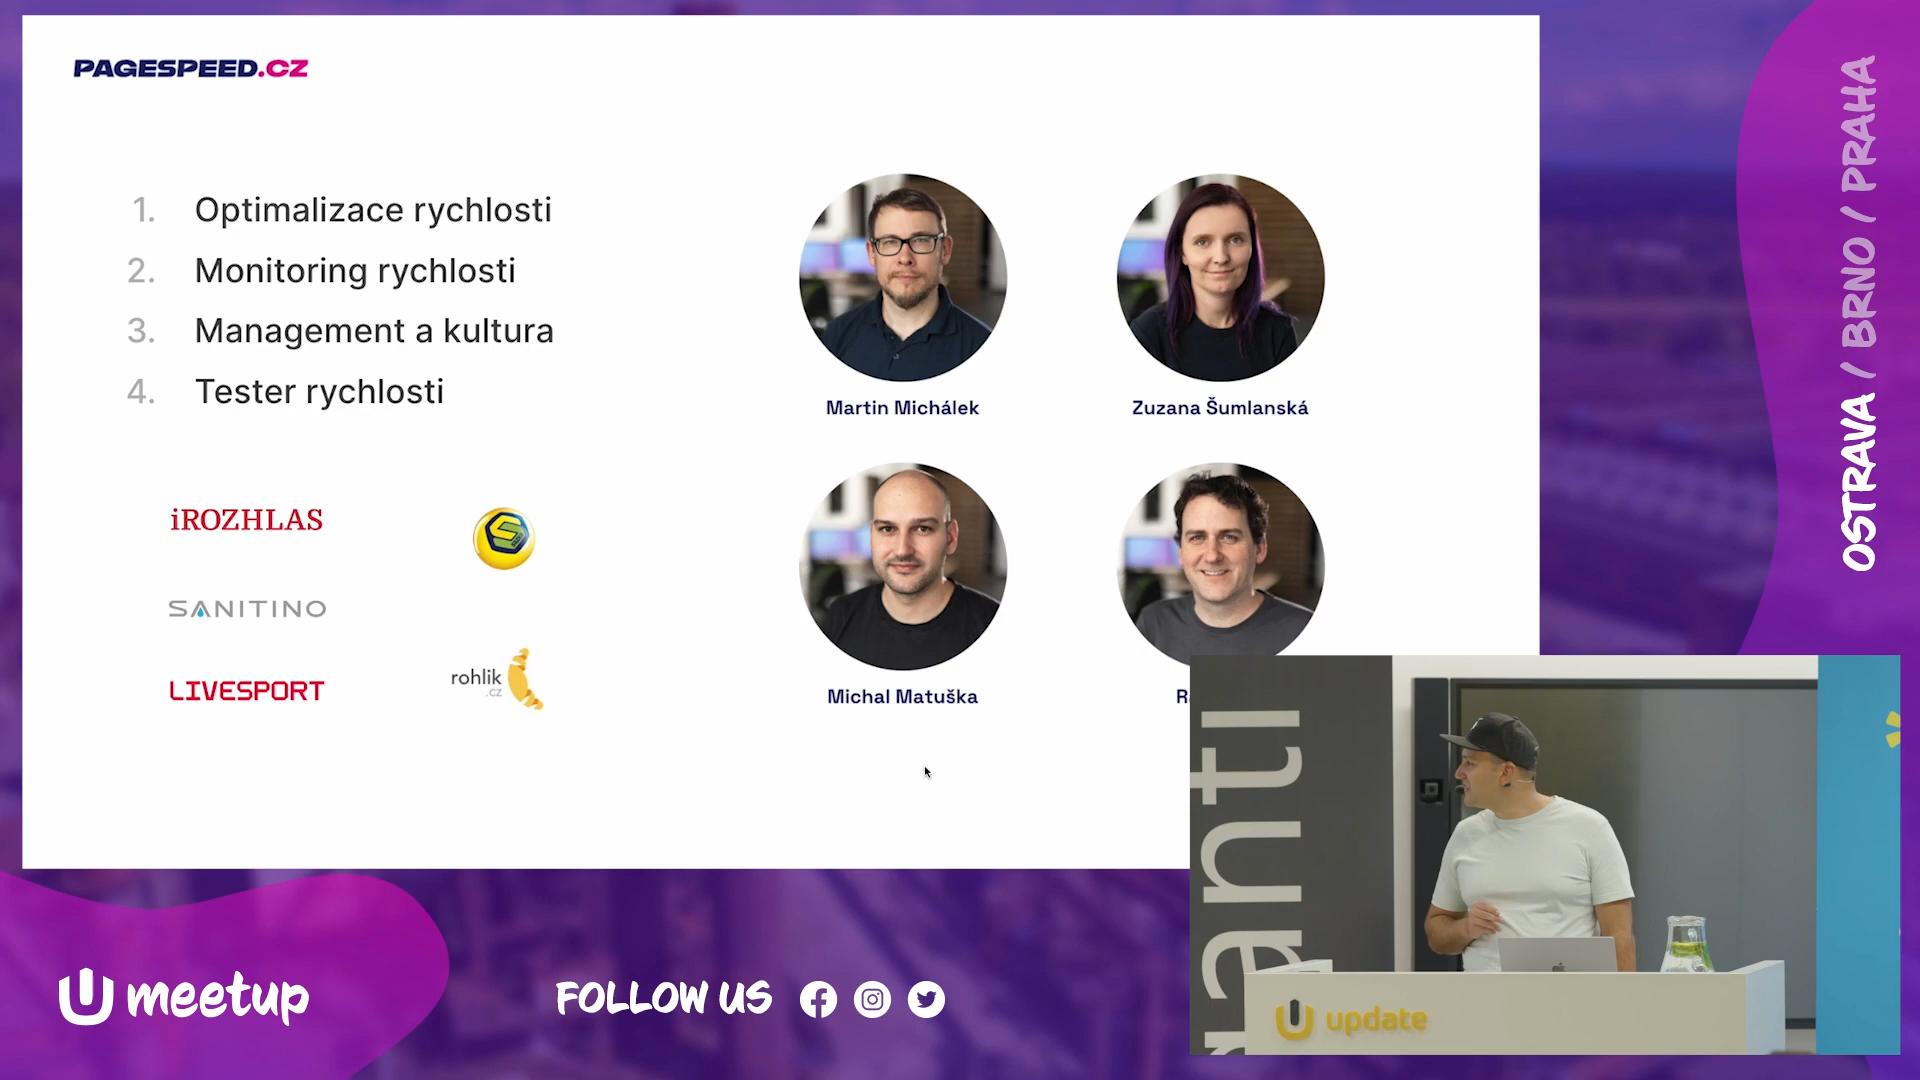 PAGESPEED.CZ
1. Optimalizace rychlosti
2. Monitoring rychlosti
3. Management a kultura
4. Tester rychlosti
iROZHLAS
SANITINO
LIVESPORT
rohlik
.cz
Martin Michálek
Zuzana Šumlanská
Michal Matuška
R
anti
update
OSTRAVA / BRNO / PRAHA
meetup
FOLLOW US